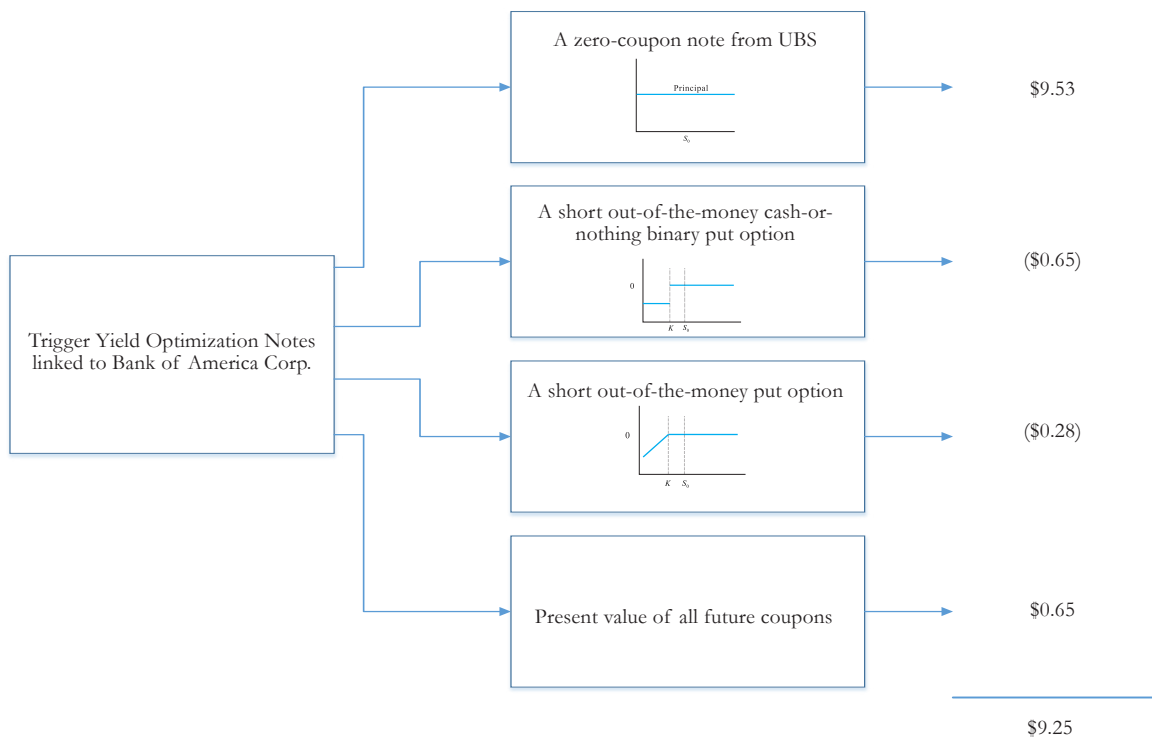 A zero-coupon note from UBS
Principal
S0
$9.53
A short out-of-the-money cash-or-
nothing binary put option
0
K S0
($0.65)
Trigger Yield Optimization Notes
linked to Bank of America Corp.
A short out-of-the-money put option
0
K S0
($0.28)
Present value of all future coupons
$0.65
$9.25